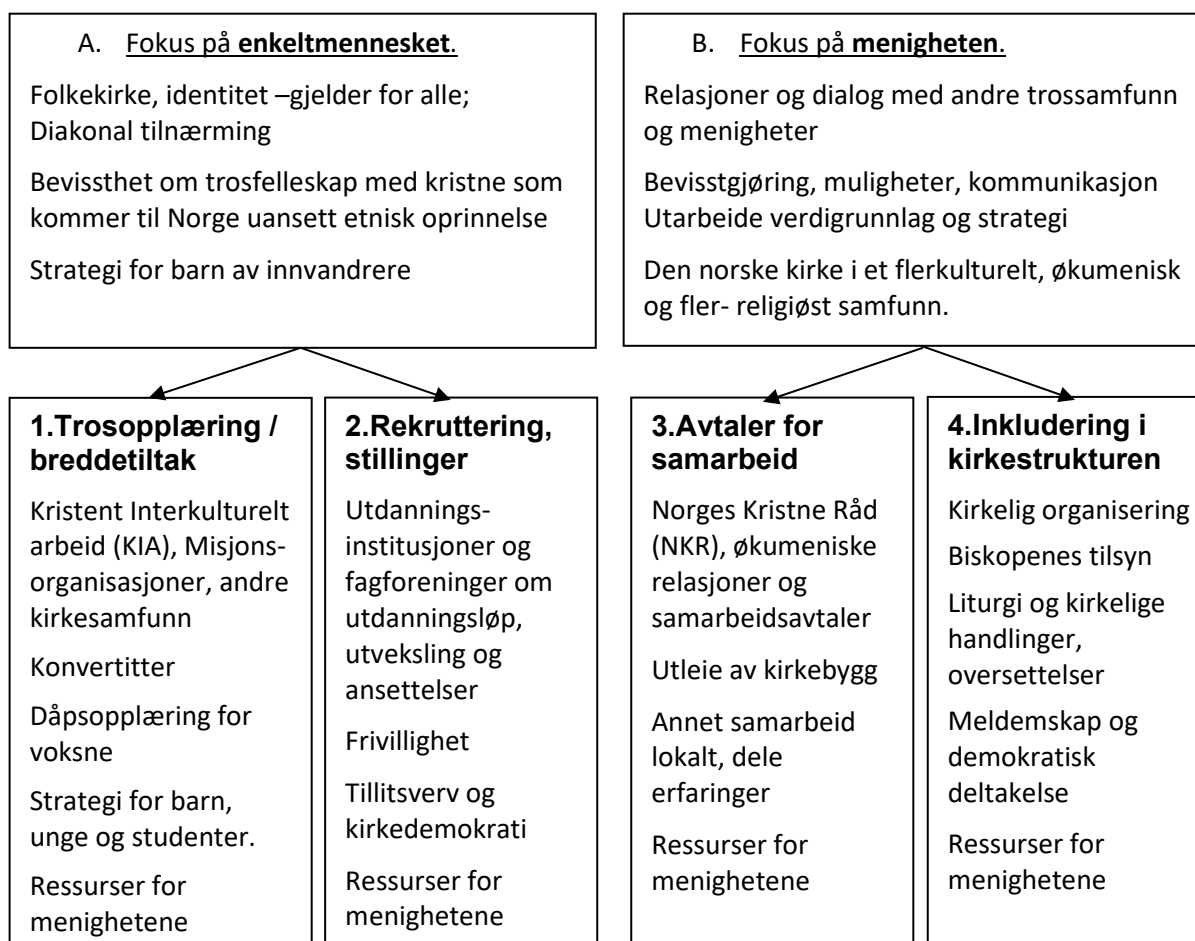 A. Fokus på enkeltmennesket.
Folkekirke, identitet –gjelder for alle;
Diakonal tilnærming
Bevissthet om trosfelleskap med kristne som
kommer til Norge uansett etnisk oprinnelse
Strategi for barn av innvandrere
B. Fokus på menigheten.
Relasjoner og dialog med andre trossamfunn
og menigheter
Bevisstgjøring, muligheter, kommunikasjon
Utarbeide verdigrunnlag og strategi
Den norske kirke i et flerkulturelt, økumenisk
og fler- religiøst samfunn.
1.Trosopplæring /
breddetiltak
Kristent Interkulturelt
arbeid (KIA), Misjons-
organisasjoner, andre
kirkesamfunn
Konvertitter
Dåpsopplæring for
voksne
Strategi for barn,
unge og studenter.
Ressurser for
menighetene
2.Rekruttering,
stillinger
Utdannings-
institusjoner og
fagforeninger om
utdanningsløp,
utveksling og
ansettelser
Frivillighet
Tillitsverv og
kirkedemokrati
Ressurser for
menighetene
3.Avtaler for
samarbeid
Norges Kristne Råd
(NKR), økumeniske
relasjoner og
samarbeidsavtaler
Utleie av kirkebygg
Annet samarbeid
lokalt, dele
erfaringer
Ressurser for
menighetene
4.Inkludering i
kirkestrukturen
Kirkelig organisering
Biskopenes tilsyn
Liturgi og kirkelige
handlinger,
oversettelser
Meldemskap og
demokratisk
deltakelse
Ressurser for
menighetene